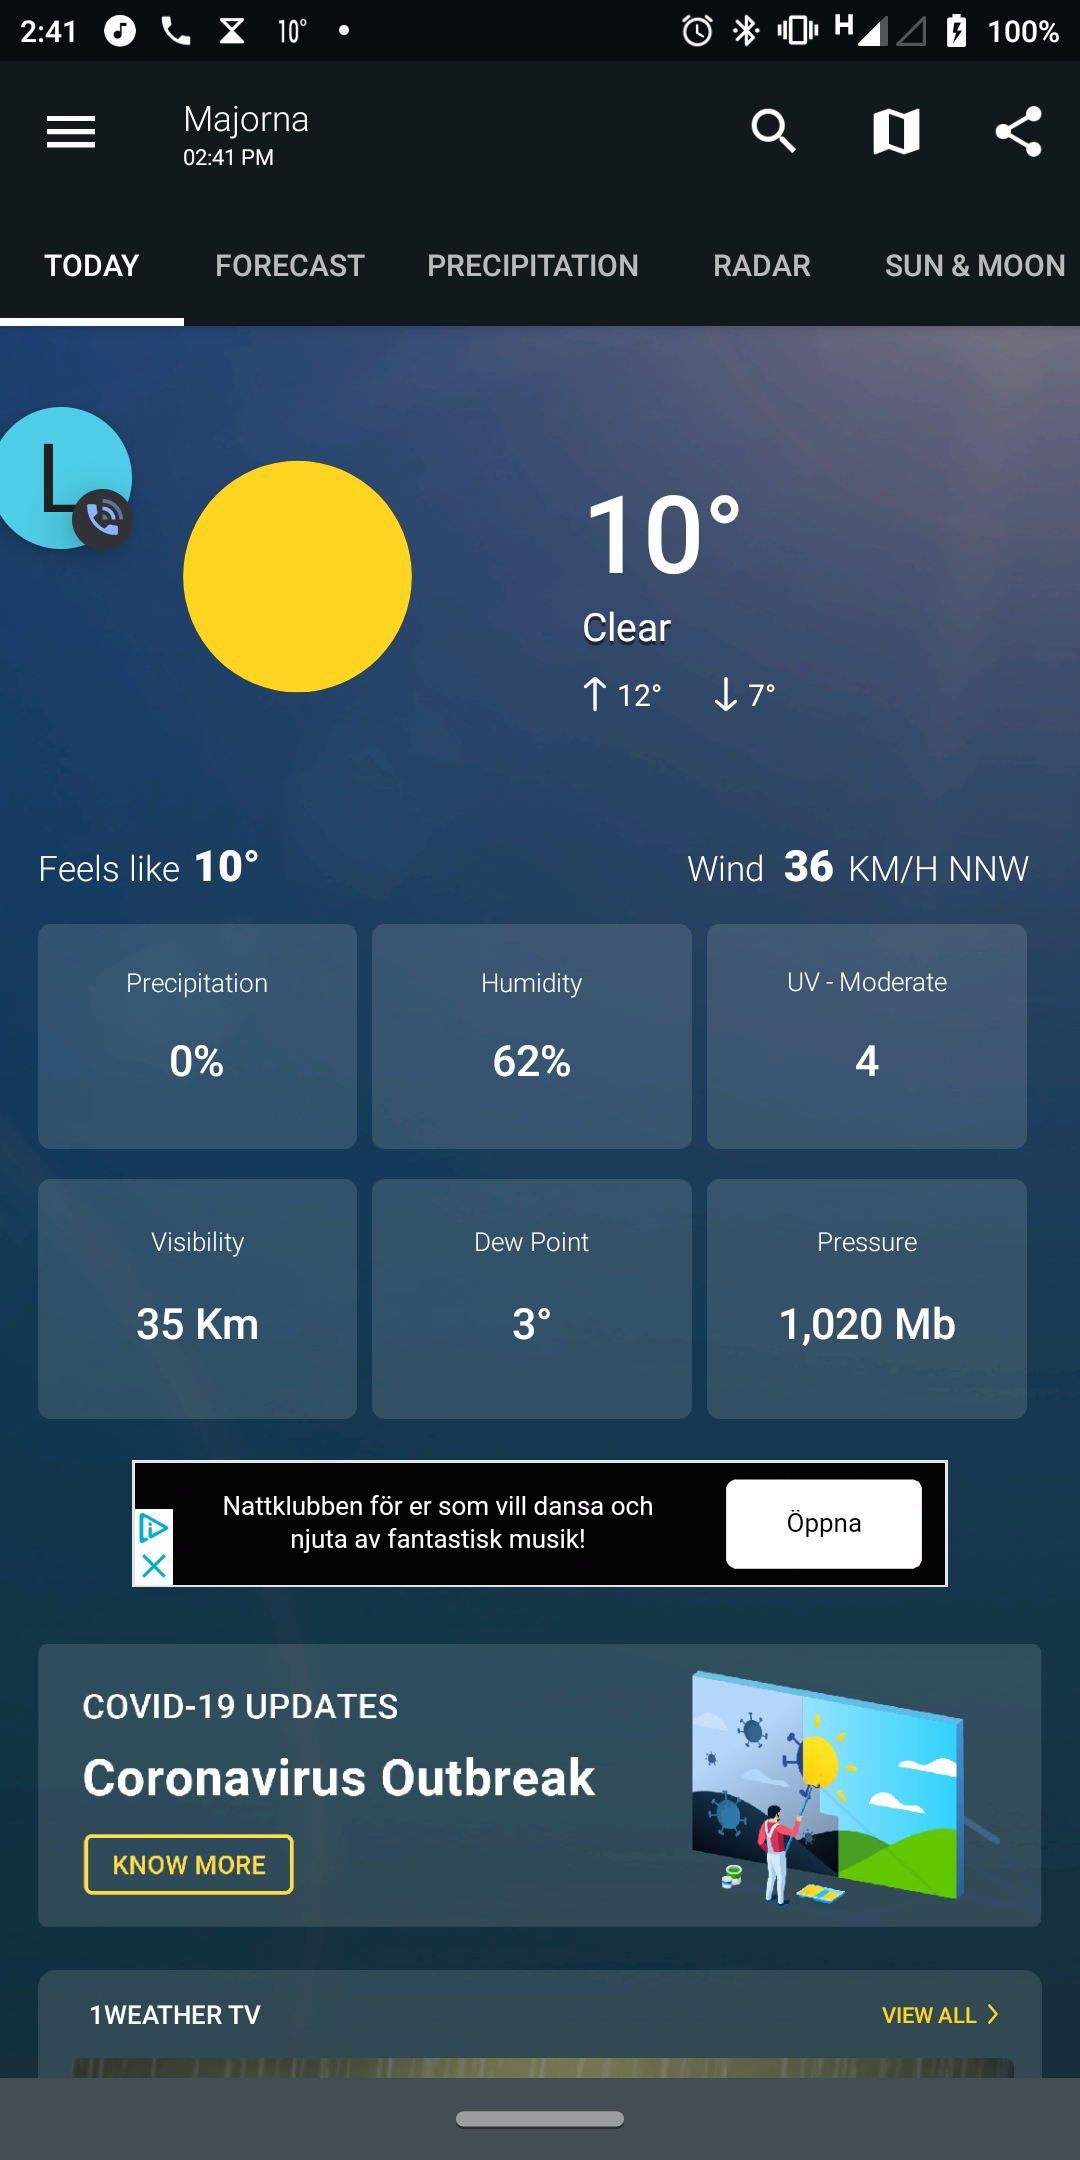 2:41 10° H 100%
Majorna
02:41 PM
TODAY FORECAST PRECIPITATION RADAR SUN & MOON
L
10°
Clear
↑ 12° ↓ 7°
Feels like 10° Wind 36 KM/H NNW
Precipitation Humidity UV - Moderate
0% 62% 4
Visibility Dew Point Pressure
35 Km 3° 1,020 Mb
Nattklubben för er som vill dansa och
njuta av fantastisk musik!
Öppna
COVID-19 UPDATES
Coronavirus Outbreak
KNOW MORE
1WEATHER TV VIEW ALL